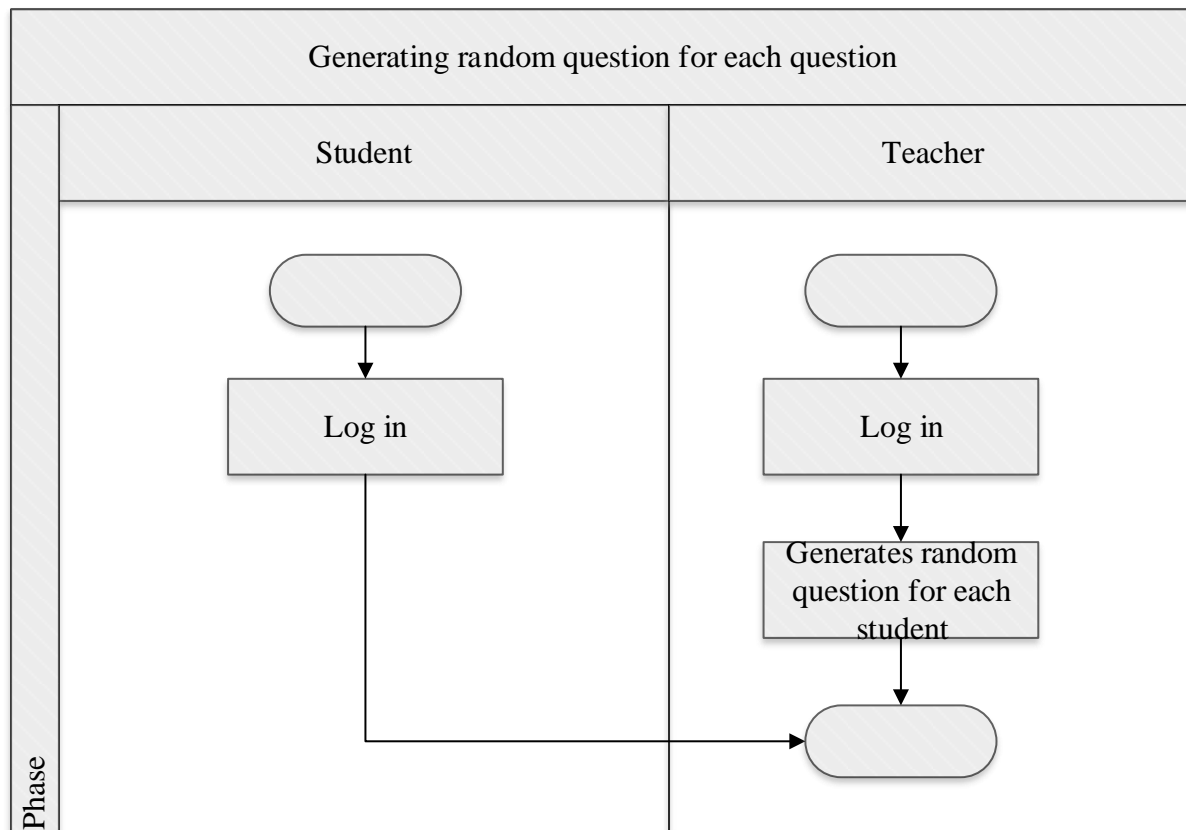 Generating random question for each question
Student
Teacher
Log in
Log in
Generates random
question for each
student
Phase